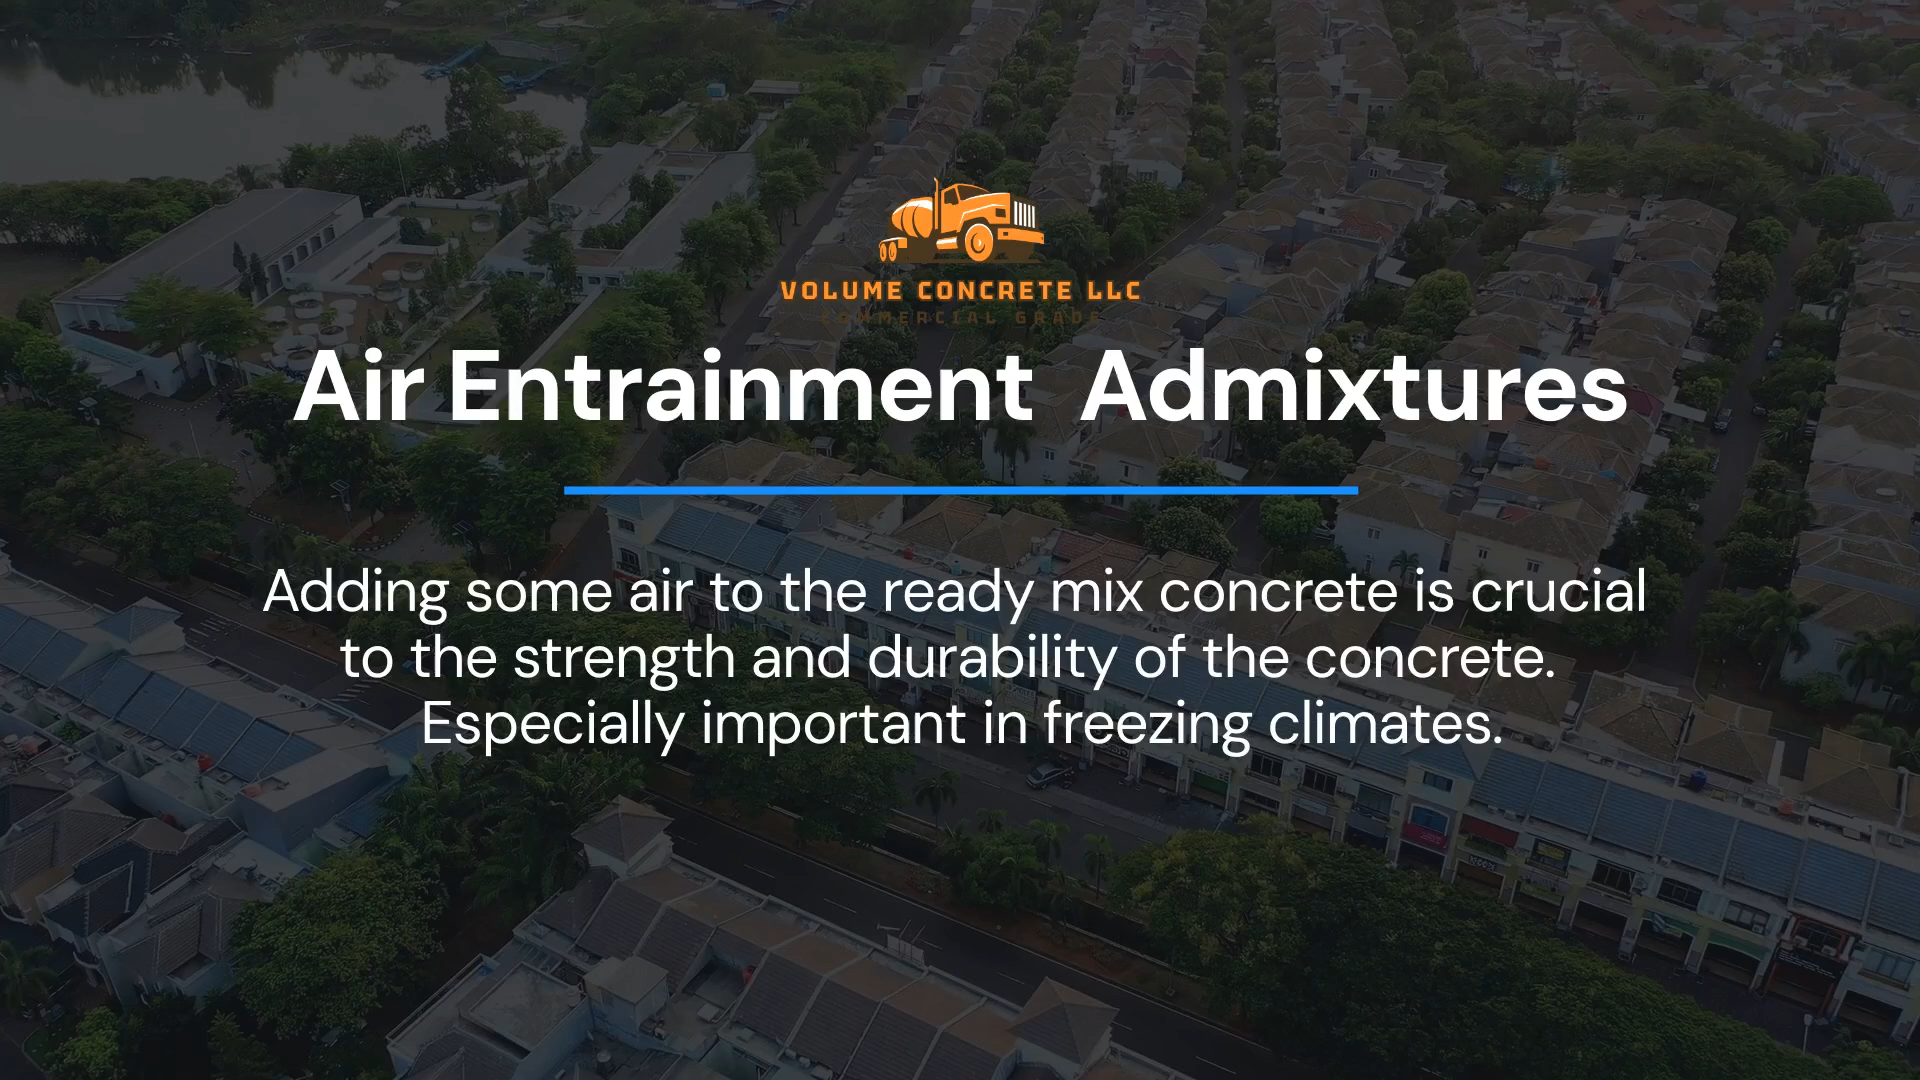 VOLUME CONCRETE LLC
COMMERCIAL GRADE
Air Entrainment  Admixtures
Adding some air to the ready mix concrete is crucial
to the strength and durability of the concrete.
Especially important in freezing climates.